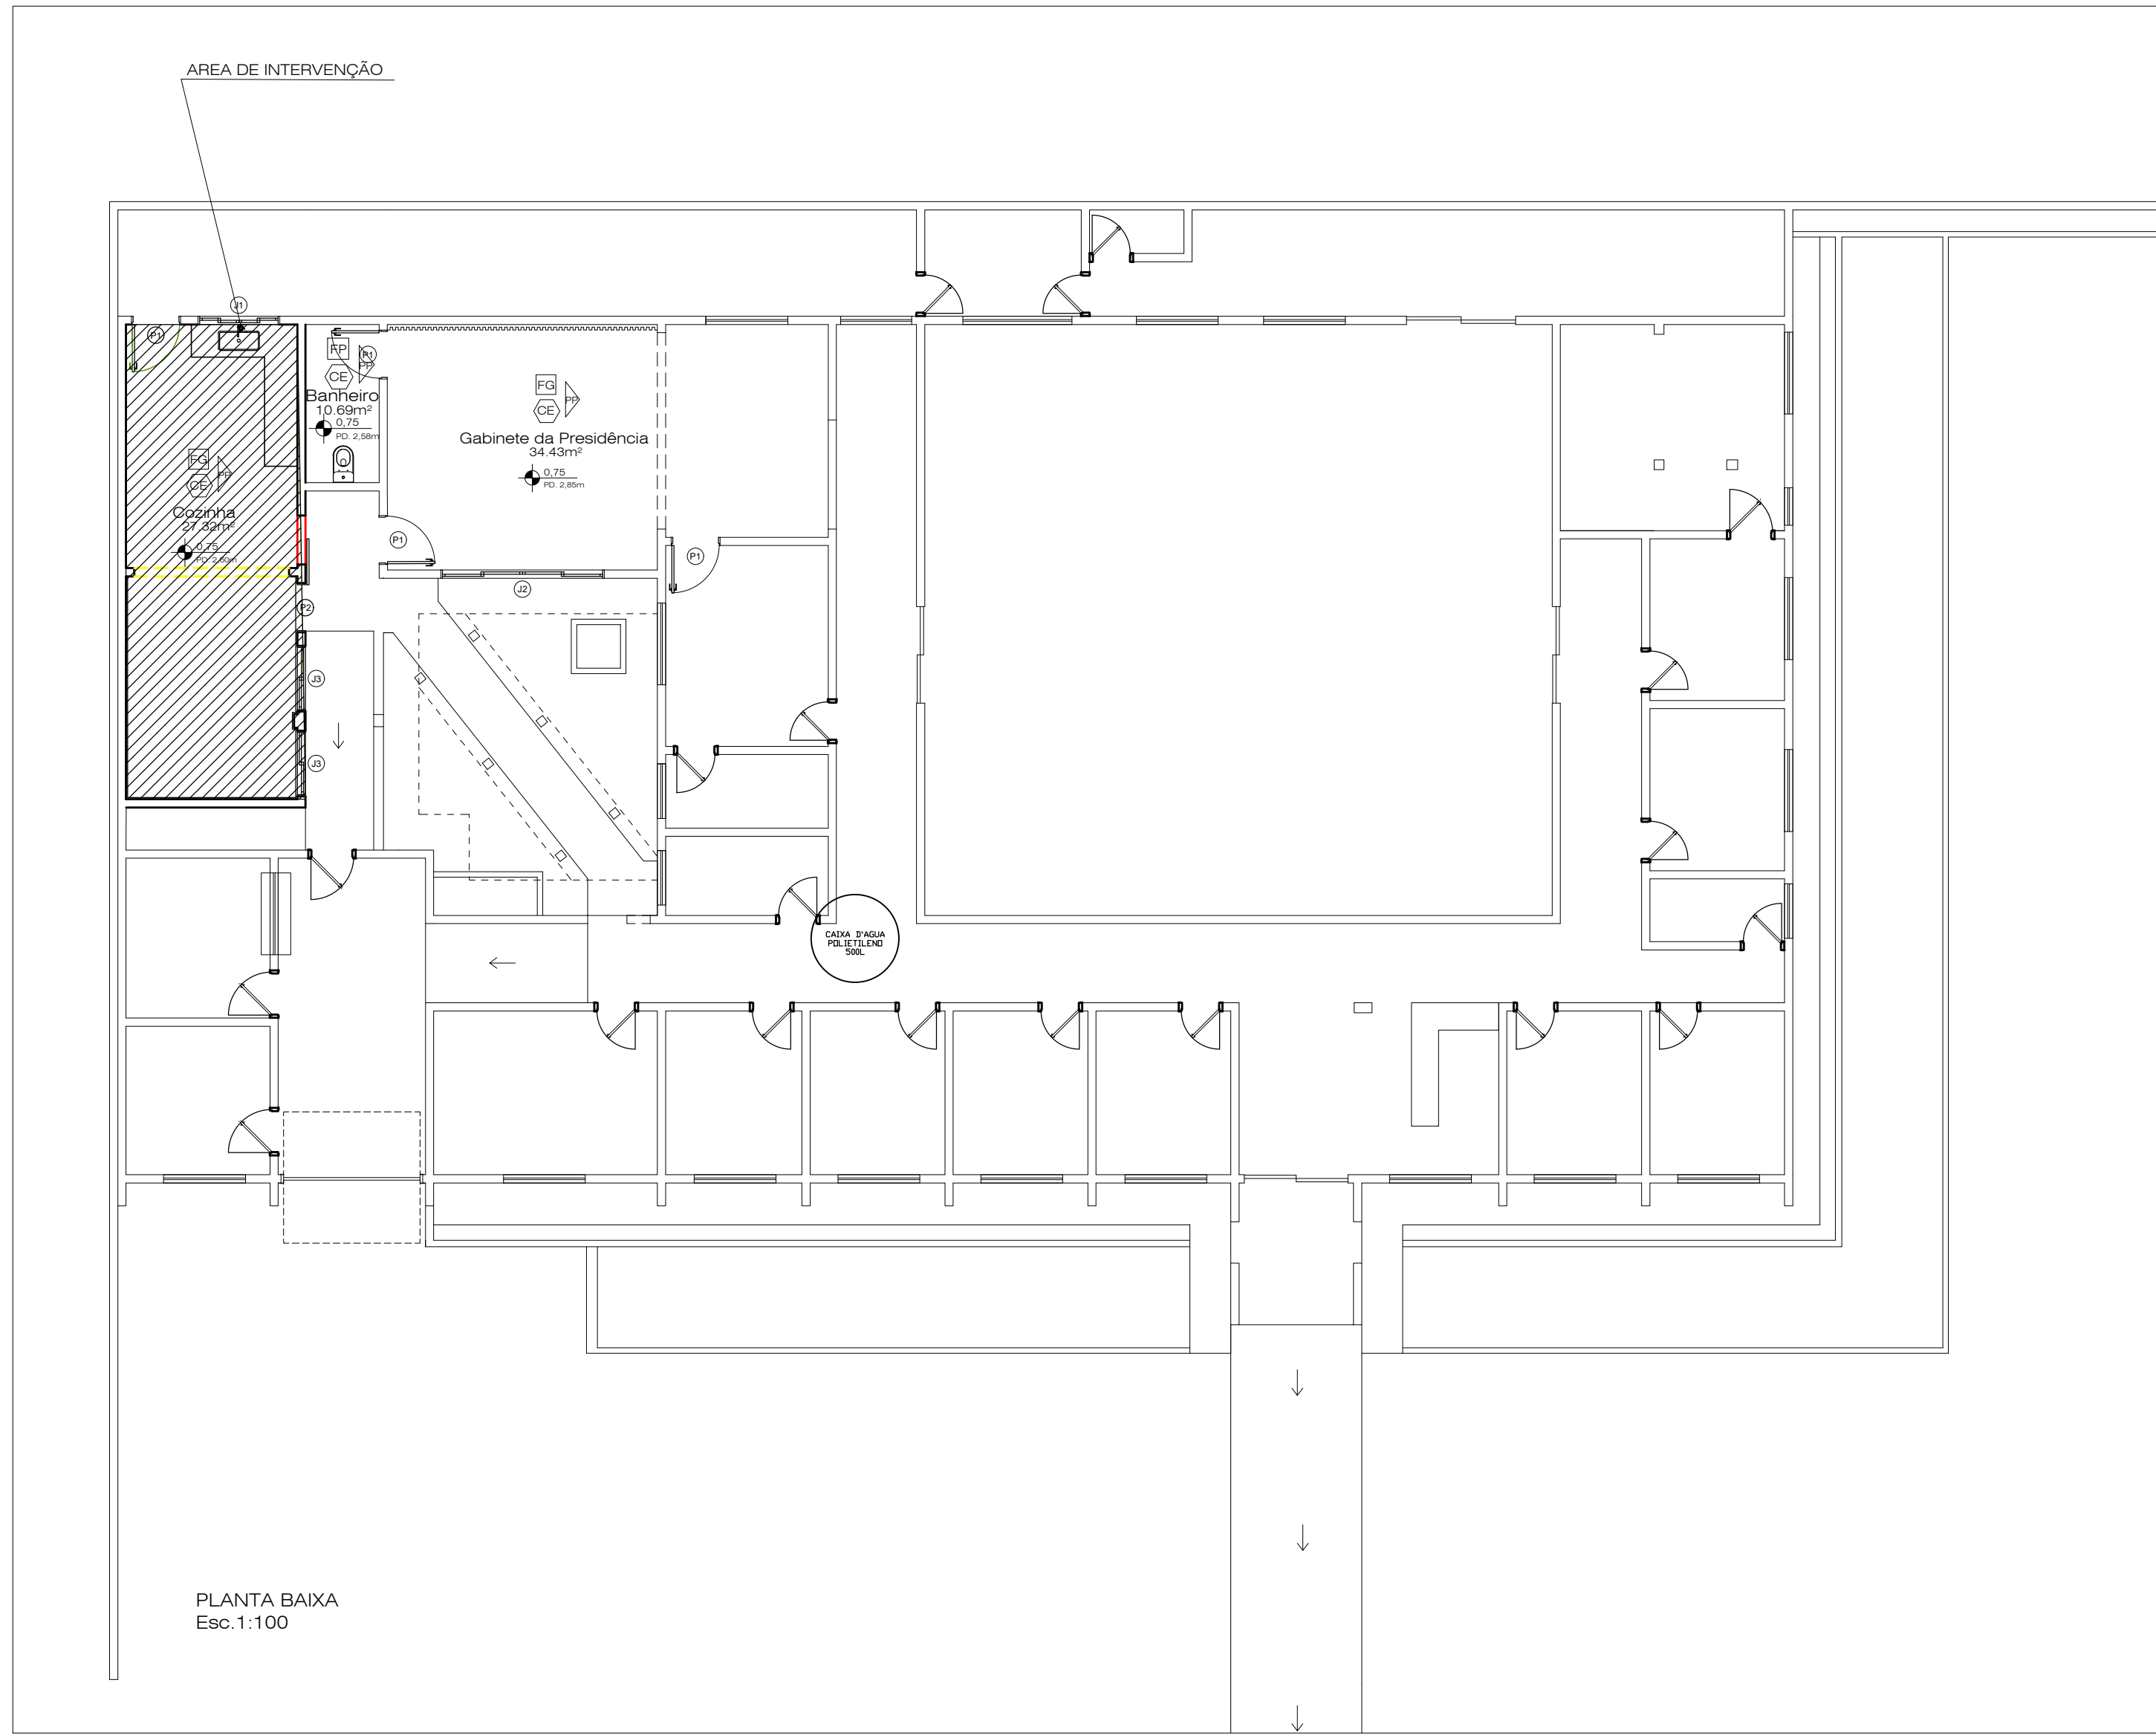 AREA DE INTERVENÇÃO
J1
P1
FP
P1
PP
CE
Banheiro
10.69m²
0,75
PD. 2,58m
FG
PP
CE
Gabinete da Presidência
34.43m²
0,75
PD. 2,85m
FG
PP
CE
Cozinha
27.32m²
0,75
PD. 2,60m
P1
P1
J2
P2
J3
J3
CAIXA D'AGUA
POLIETILENO
500L
PLANTA BAIXA
Esc.1:100